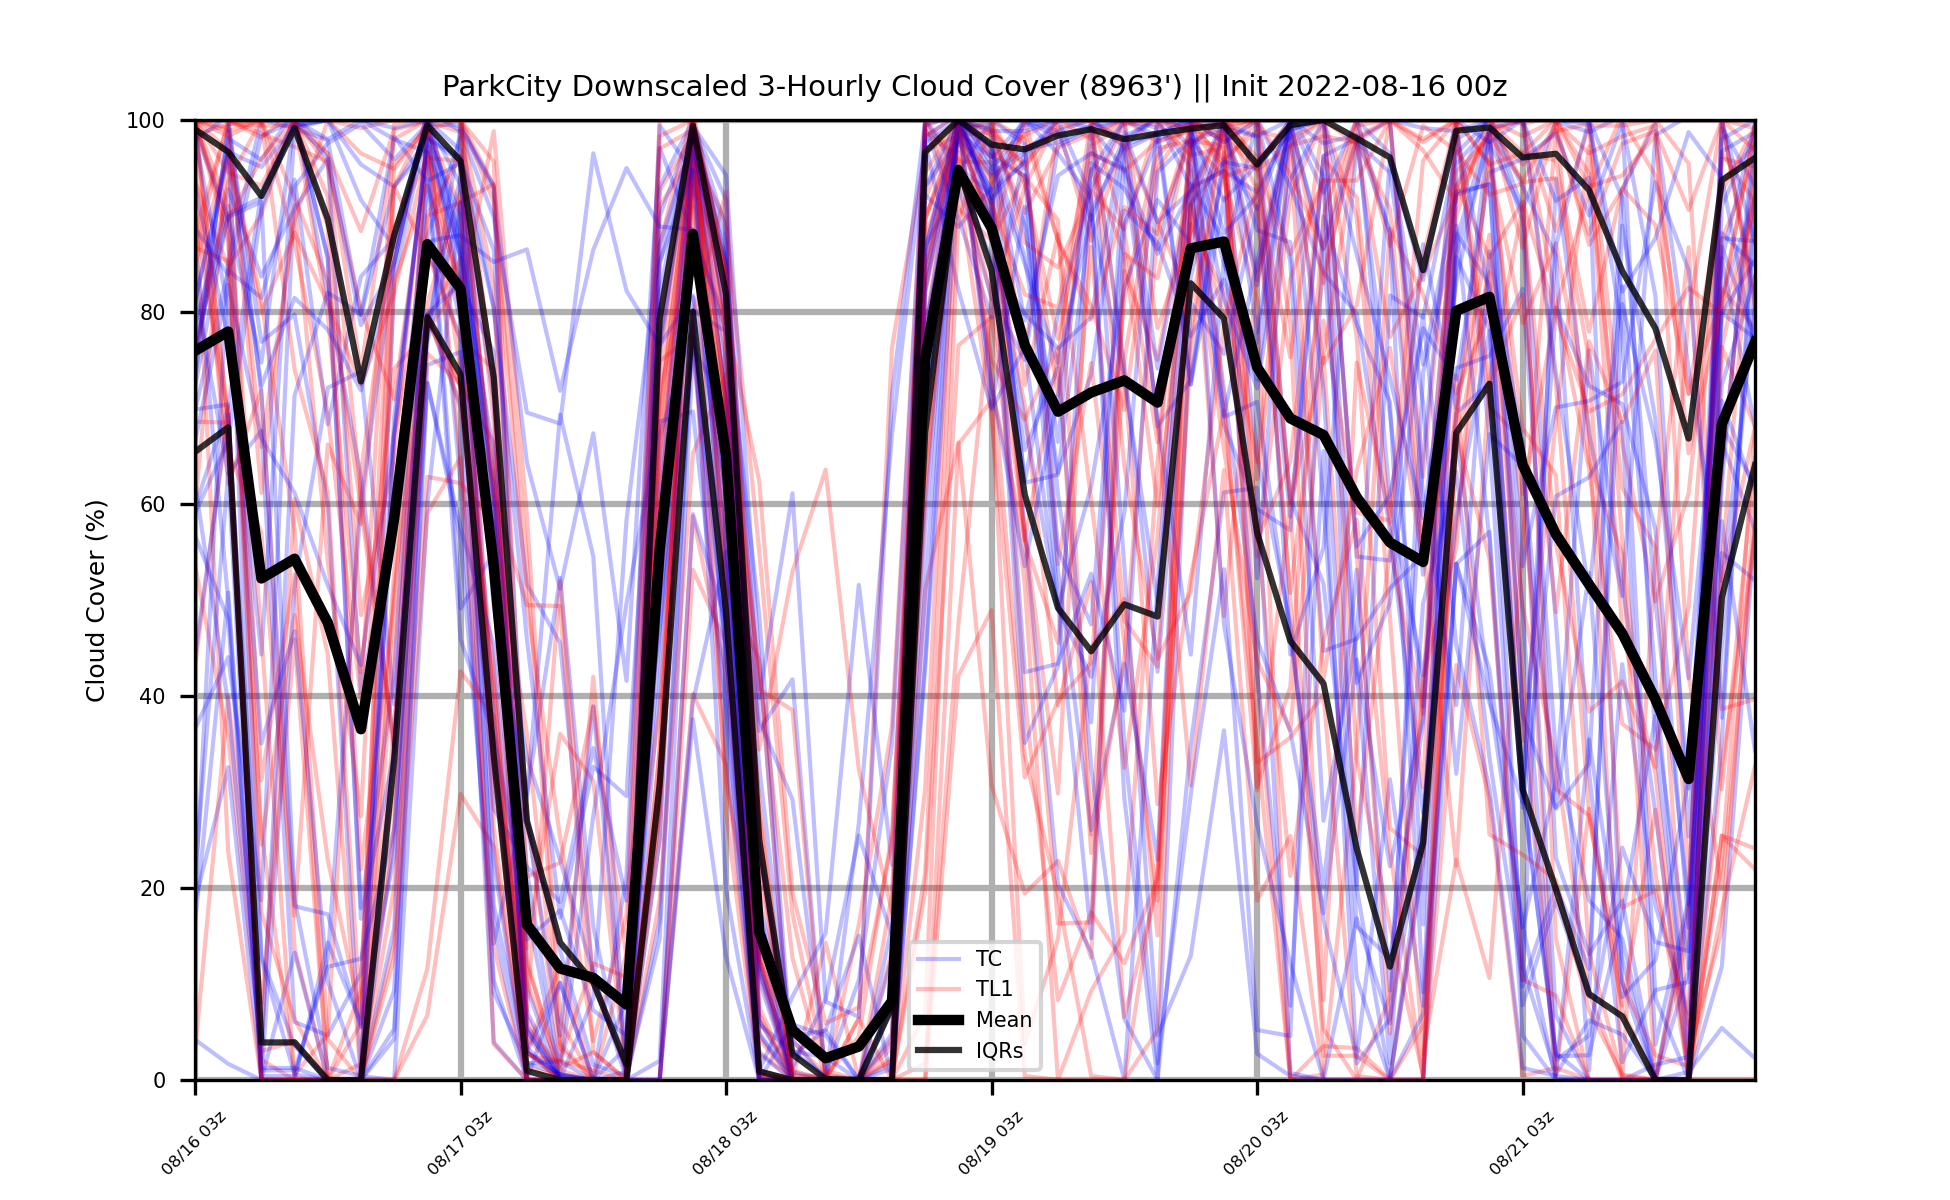 ParkCity Downscaled 3-Hourly Cloud Cover (8963') || Init 2022-08-16 00z
Cloud Cover (%)
100
80
60
40
20
0
TC
TL1
Mean
IQRs
08/16 03z
08/17 03z
08/18 03z
08/19 03z
08/20 03z
08/21 03z